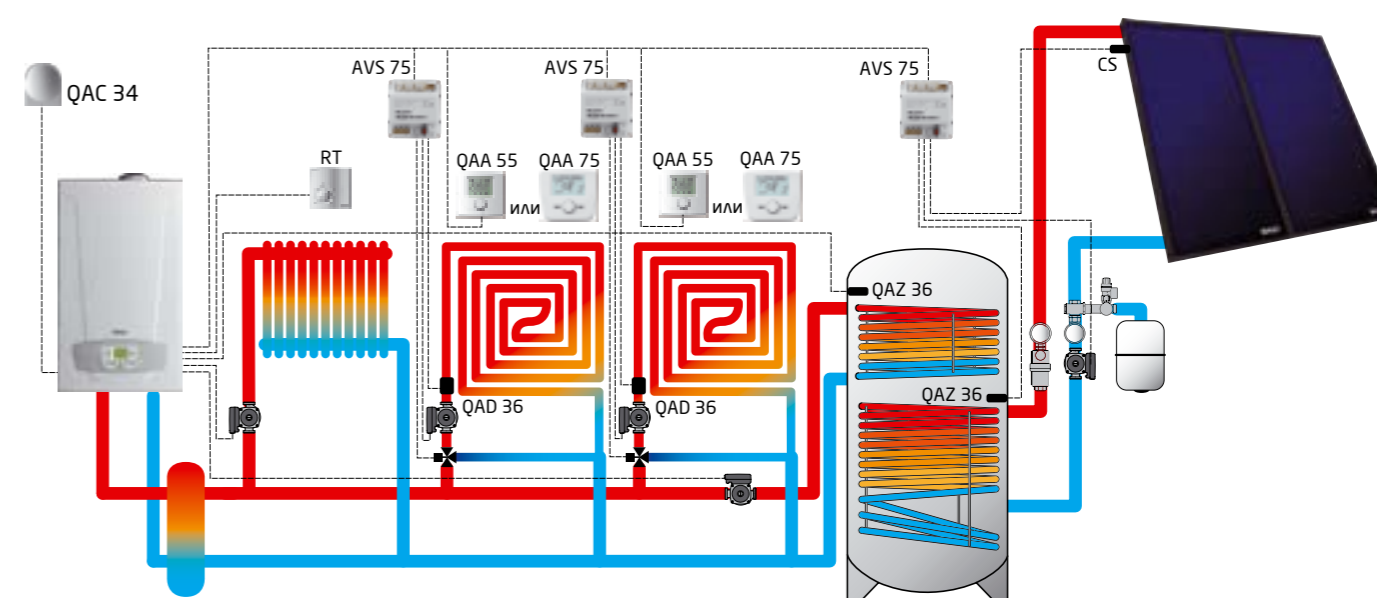 AVS 75
AVS 75
AVS 75
CS
QAC 34
RT
QAA 55
или
QAA 75
QAA 55
или
QAA 75
QAZ 36
QAZ 36
QAD 36
QAD 36